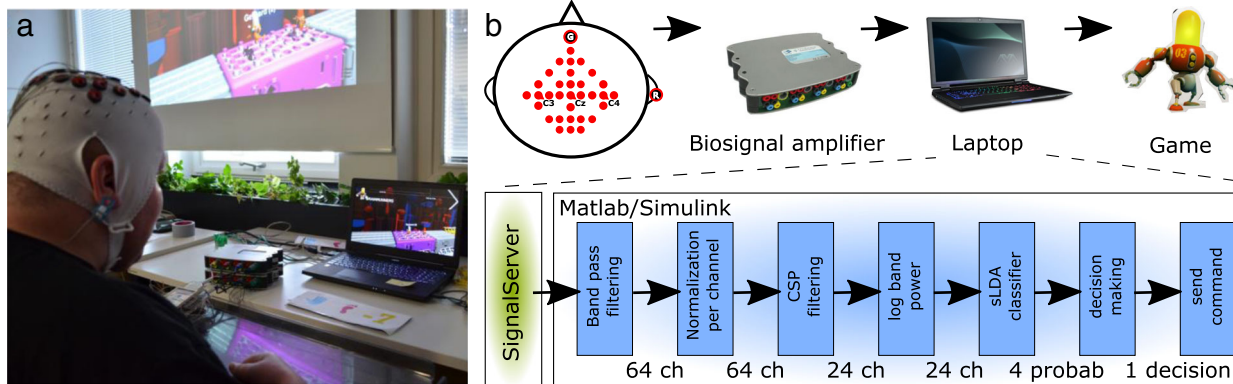 a
b
G
C3
Cz
C4
R
Biosignal amplifier
Laptop
Game
SignalServer
Matlab/Simulink
Band pass
filtering
Normalization
per channel
CSP
filtering
log band
power
sLDA
classifier
decision
making
send
command
64 ch
64 ch
24 ch
24 ch
4 probab
1 decision